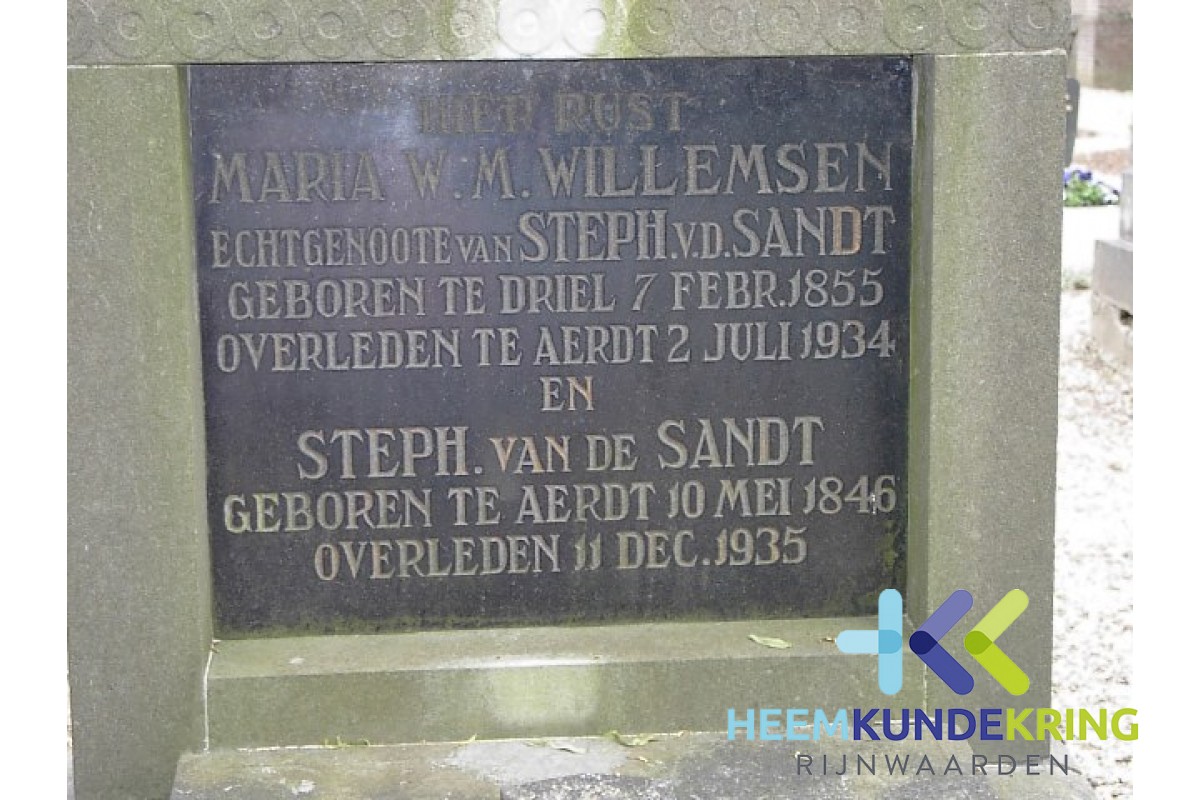 HIER RUST
MARIA W. M. WILLEMSEN
ECHTGENOOTE VAN STEPH. V.D. SANDT
GEBOREN TE DRIEL 7 FEBR. 1855
OVERLEDEN TE AERDT 2 JULI 1934
EN
STEPH. VAN DE SANDT
GEBOREN TE AERDT 10 MEI 1846
OVERLEDEN 11 DEC. 1935
HEEMKUNDEKRING
RIJNWAARDEN